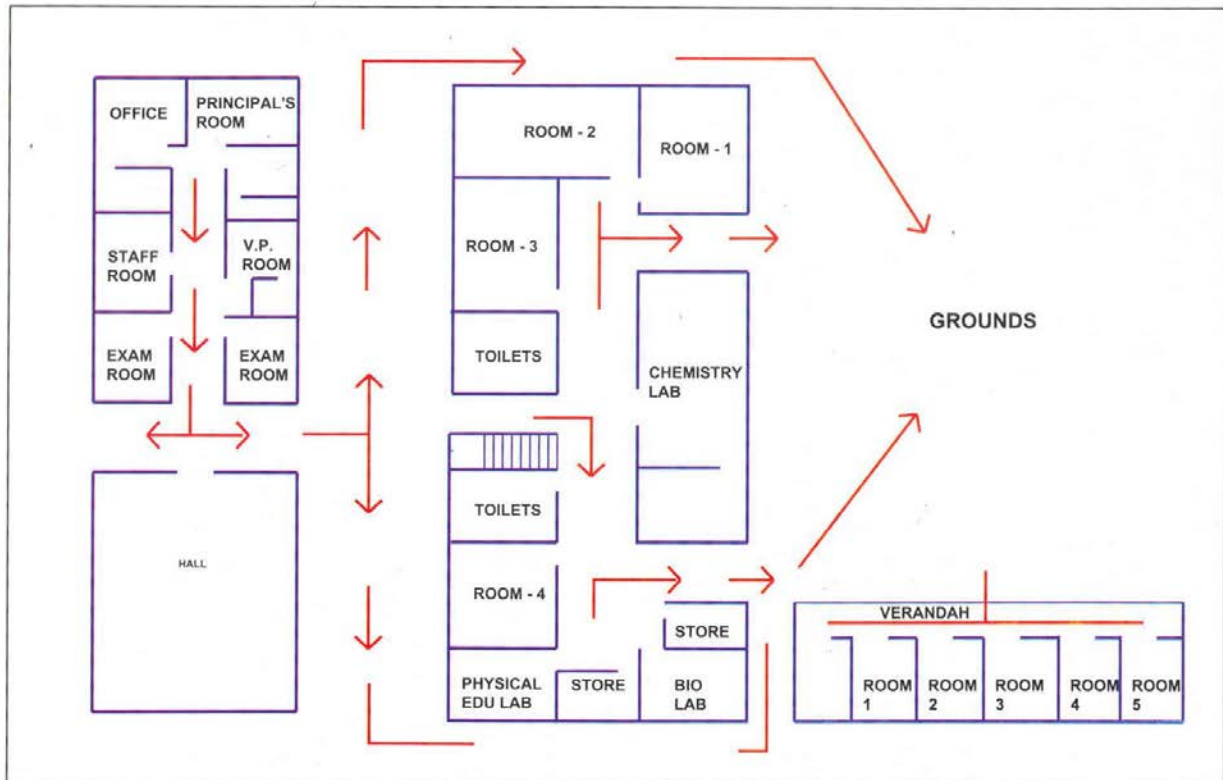 OFFICE
PRINCIPAL'S
ROOM
STAFF
ROOM
V.P.
ROOM
EXAM
ROOM
EXAM
ROOM
HALL
ROOM - 2
ROOM - 1
ROOM - 3
TOILETS
CHEMISTRY
LAB
TOILETS
ROOM - 4
STORE
PHYSICAL
EDU LAB
STORE
BIO
LAB
GROUNDS
VERANDAH
ROOM
1
ROOM
2
ROOM
3
ROOM
4
ROOM
5